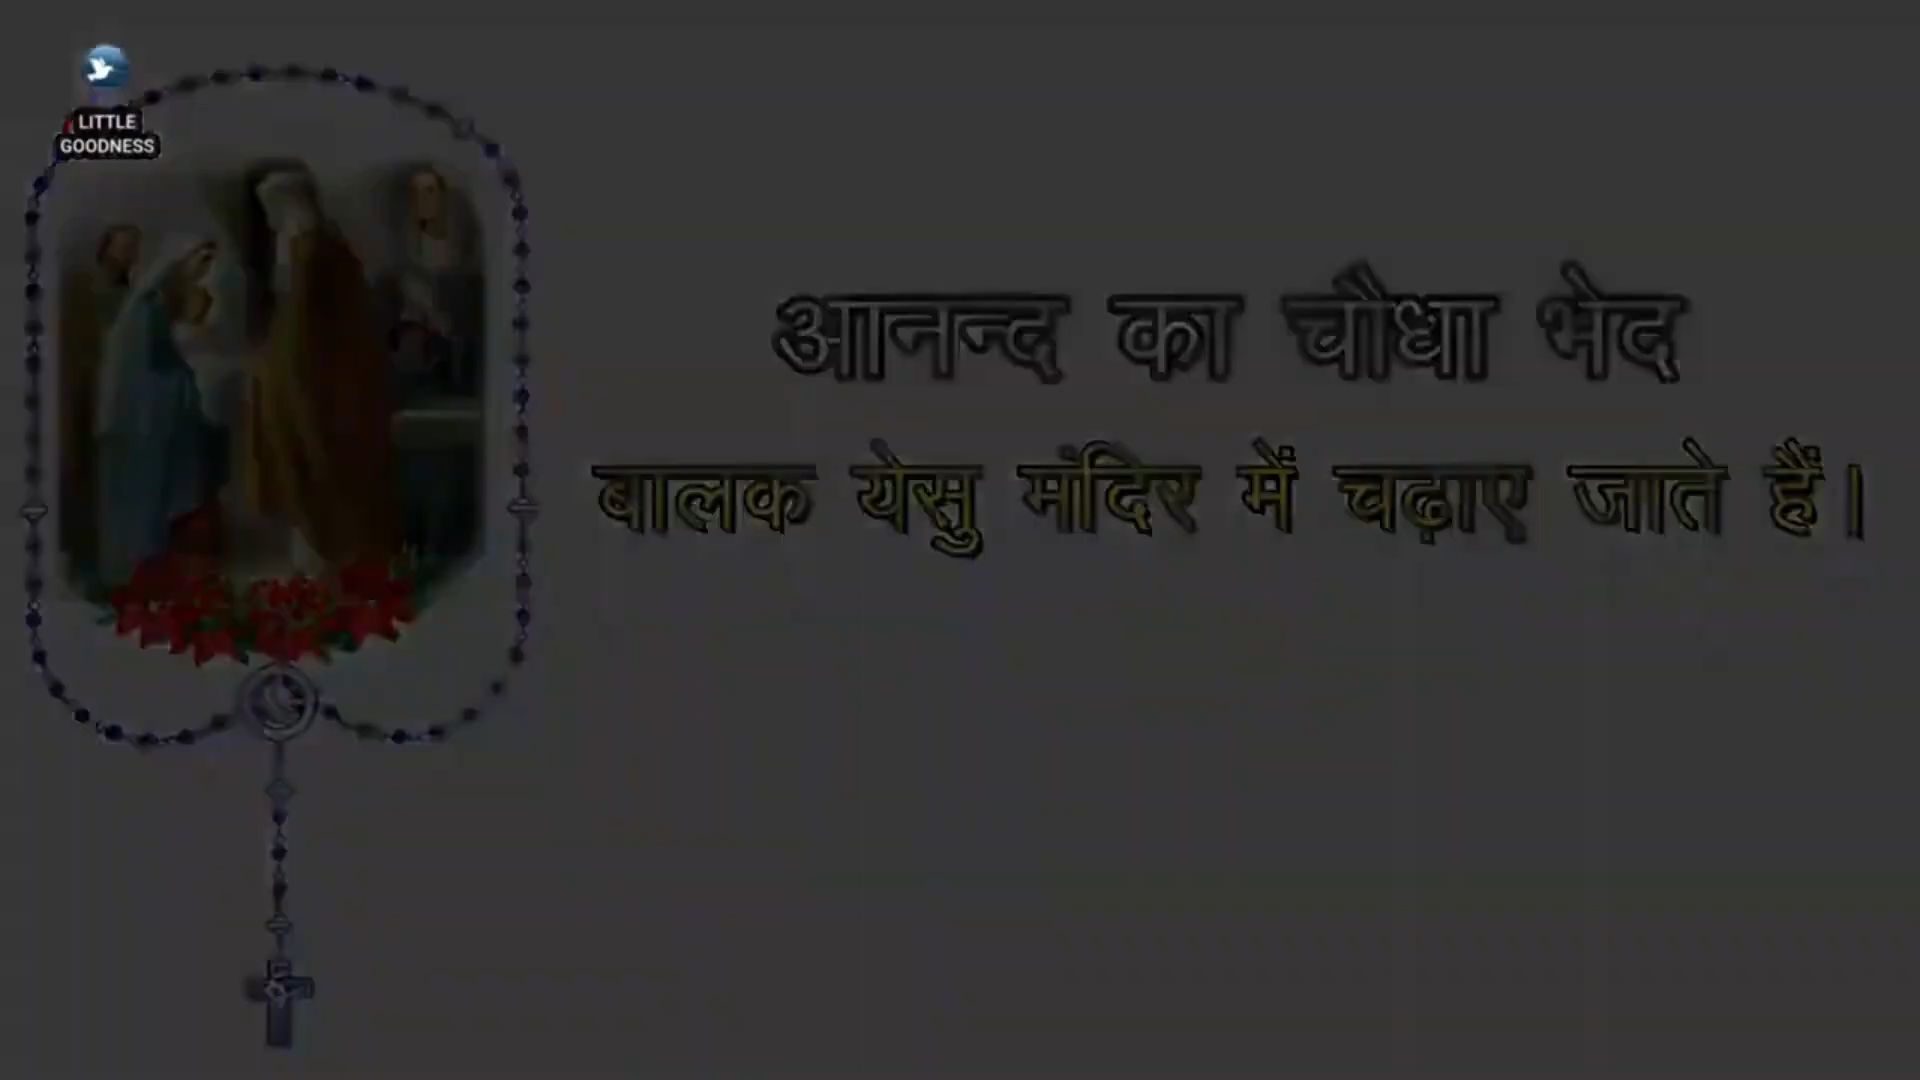 LITTLE
GOODNESS
आनन्द का चौथा भेद
बालक येसु मंदिर में चढ़ाए जाते हैं।